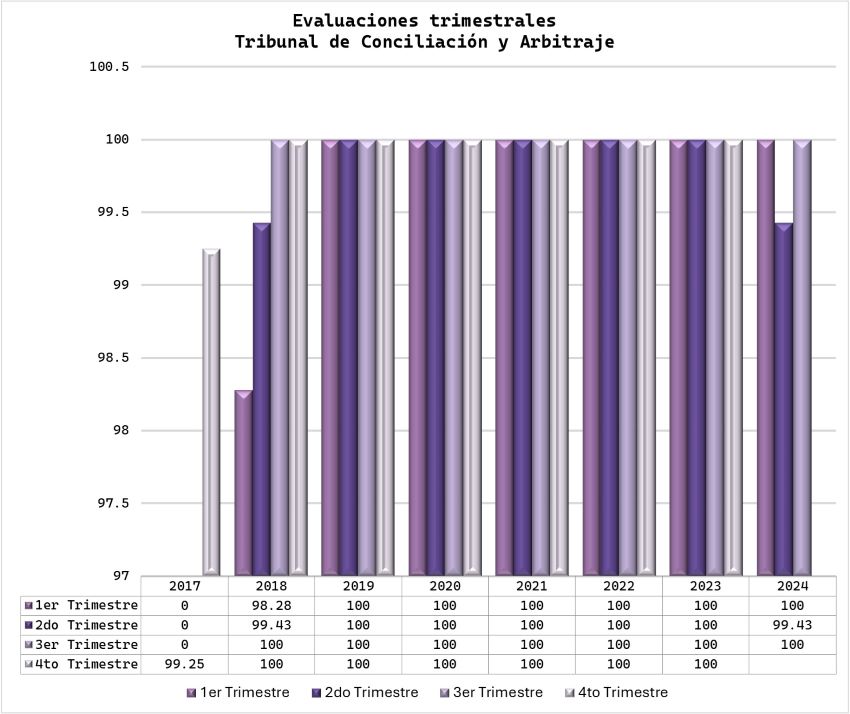 Evaluaciones trimestrales
Tribunal de Conciliación y Arbitraje
100.5
100
99.5
99
98.5
98
97.5
97
2017 2018 2019 2020 2021 2022 2023 2024
1er Trimestre 0 98.28 100 100 100 100 100 100
2do Trimestre 0 99.43 100 100 100 100 100 99.43
3er Trimestre 0 100 100 100 100 100 100 100
4to Trimestre 99.25 100 100 100 100 100 100
1er Trimestre 2do Trimestre 3er Trimestre 4to Trimestre